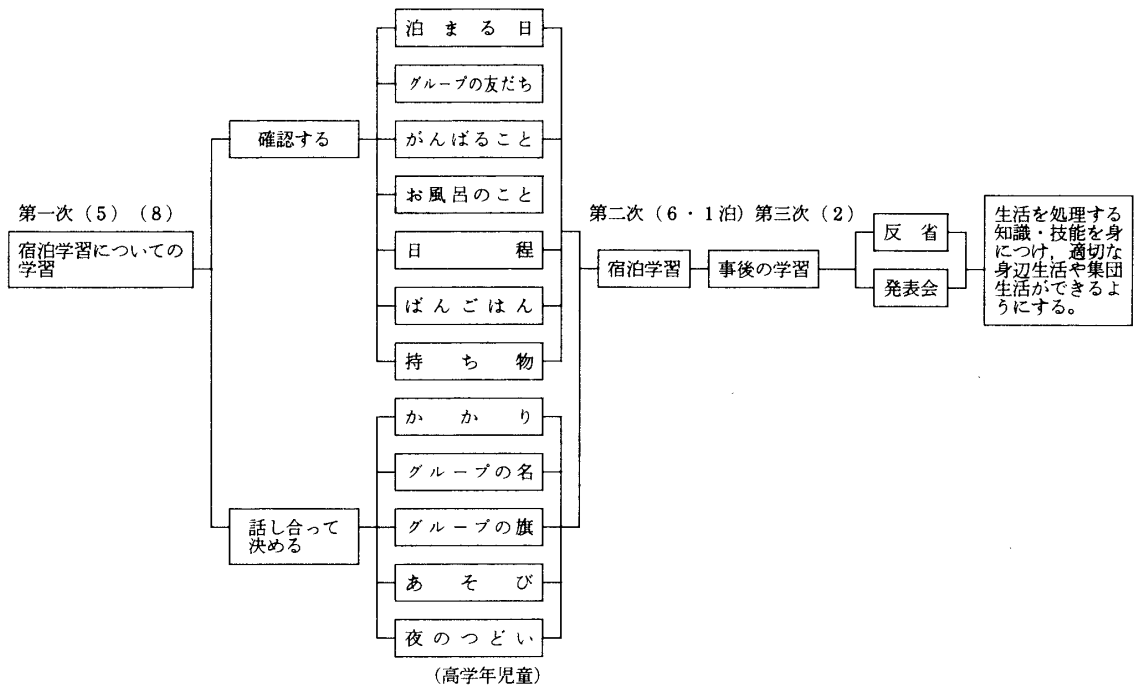 第一次（5）（8）
宿泊学習についての
学習
確認する
泊まる日
グループの友だち
がんばること
お風呂のこと
日程
ばんごはん
持ち物
話し合って
決める
かかり
グループの名
グループの旗
あそび
夜のつどい
（高学年児童）
第二次（6・1泊）
宿泊学習
第三次（2）
事後の学習
反省
発表会
生活を処理する
知識・技能を身
につけ，適切な
身辺生活や集団
生活ができるよ
うにする。